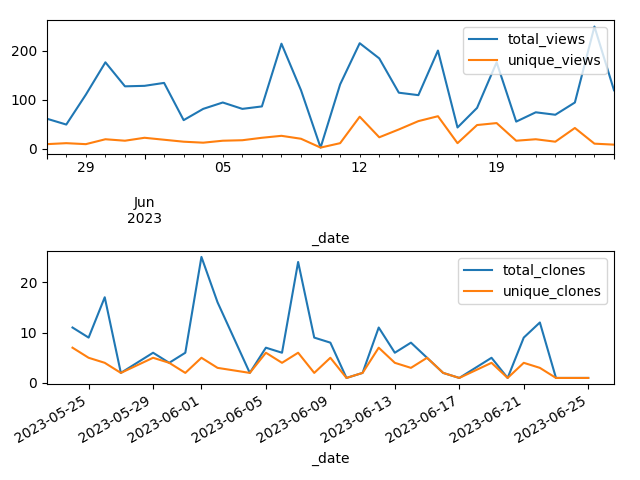 200
100
0
total_views
unique_views
29
05
12
19
Jun
2023
_date
20
10
0
total_clones
unique_clones
2023-05-25
2023-05-29
2023-06-01
2023-06-05
2023-06-09
2023-06-13
2023-06-17
2023-06-21
2023-06-25
_date